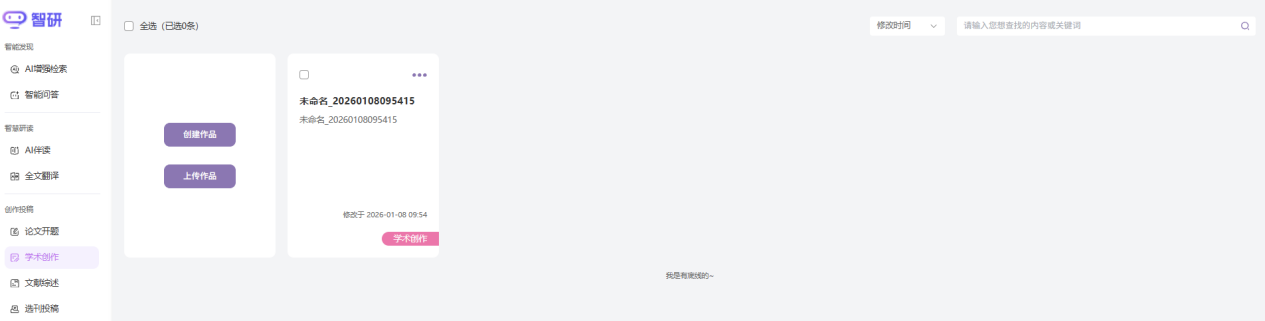 智研
智能发现
AI增强检索
智能问答
智慧研读
AI伴读
全文翻译
创作投稿
论文开题
学术创作
文献综述
选刊投稿
全选（已选0条）
修改时间
请输入您想查找的内容或关键词
创建作品
上传作品
未命名_20260108095415
未命名_20260108095415
修改于 2026-01-08 09:54
学术创作
我是有底线的~